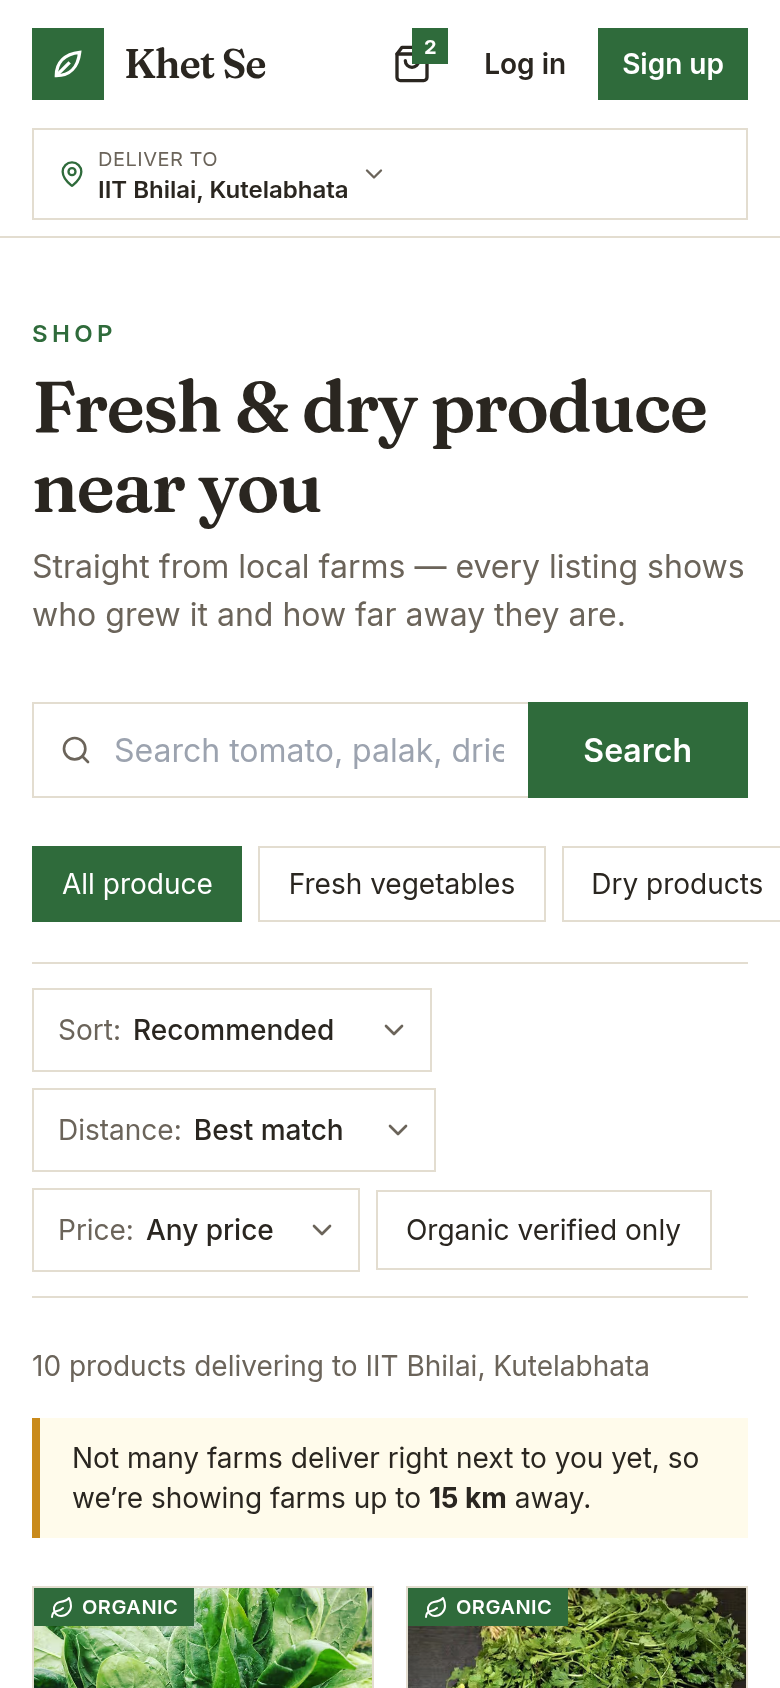 Khet Se
2
Log in
Sign up
DELIVER TO
IIT Bhilai, Kutelabhata
SHOP
Fresh & dry produce
near you
Straight from local farms — every listing shows
who grew it and how far away they are.
Search tomato, palak, drie
Search
All produce
Fresh vegetables
Dry products
Sort: Recommended
Distance: Best match
Price: Any price
Organic verified only
10 products delivering to IIT Bhilai, Kutelabhata
Not many farms deliver right next to you yet, so
we’re showing farms up to 15 km away.
ORGANIC
ORGANIC